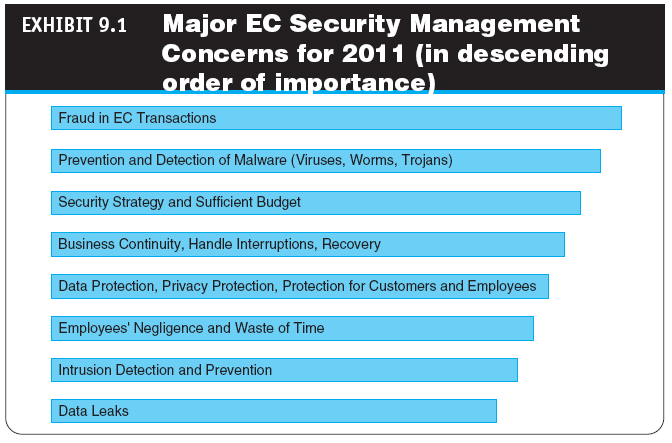 EXHIBIT 9.1
Major EC Security Management
Concerns for 2011 (in descending
order of importance)
Fraud in EC Transactions
Prevention and Detection of Malware (Viruses, Worms, Trojans)
Security Strategy and Sufficient Budget
Business Continuity, Handle Interruptions, Recovery
Data Protection, Privacy Protection, Protection for Customers and Employees
Employees' Negligence and Waste of Time
Intrusion Detection and Prevention
Data Leaks